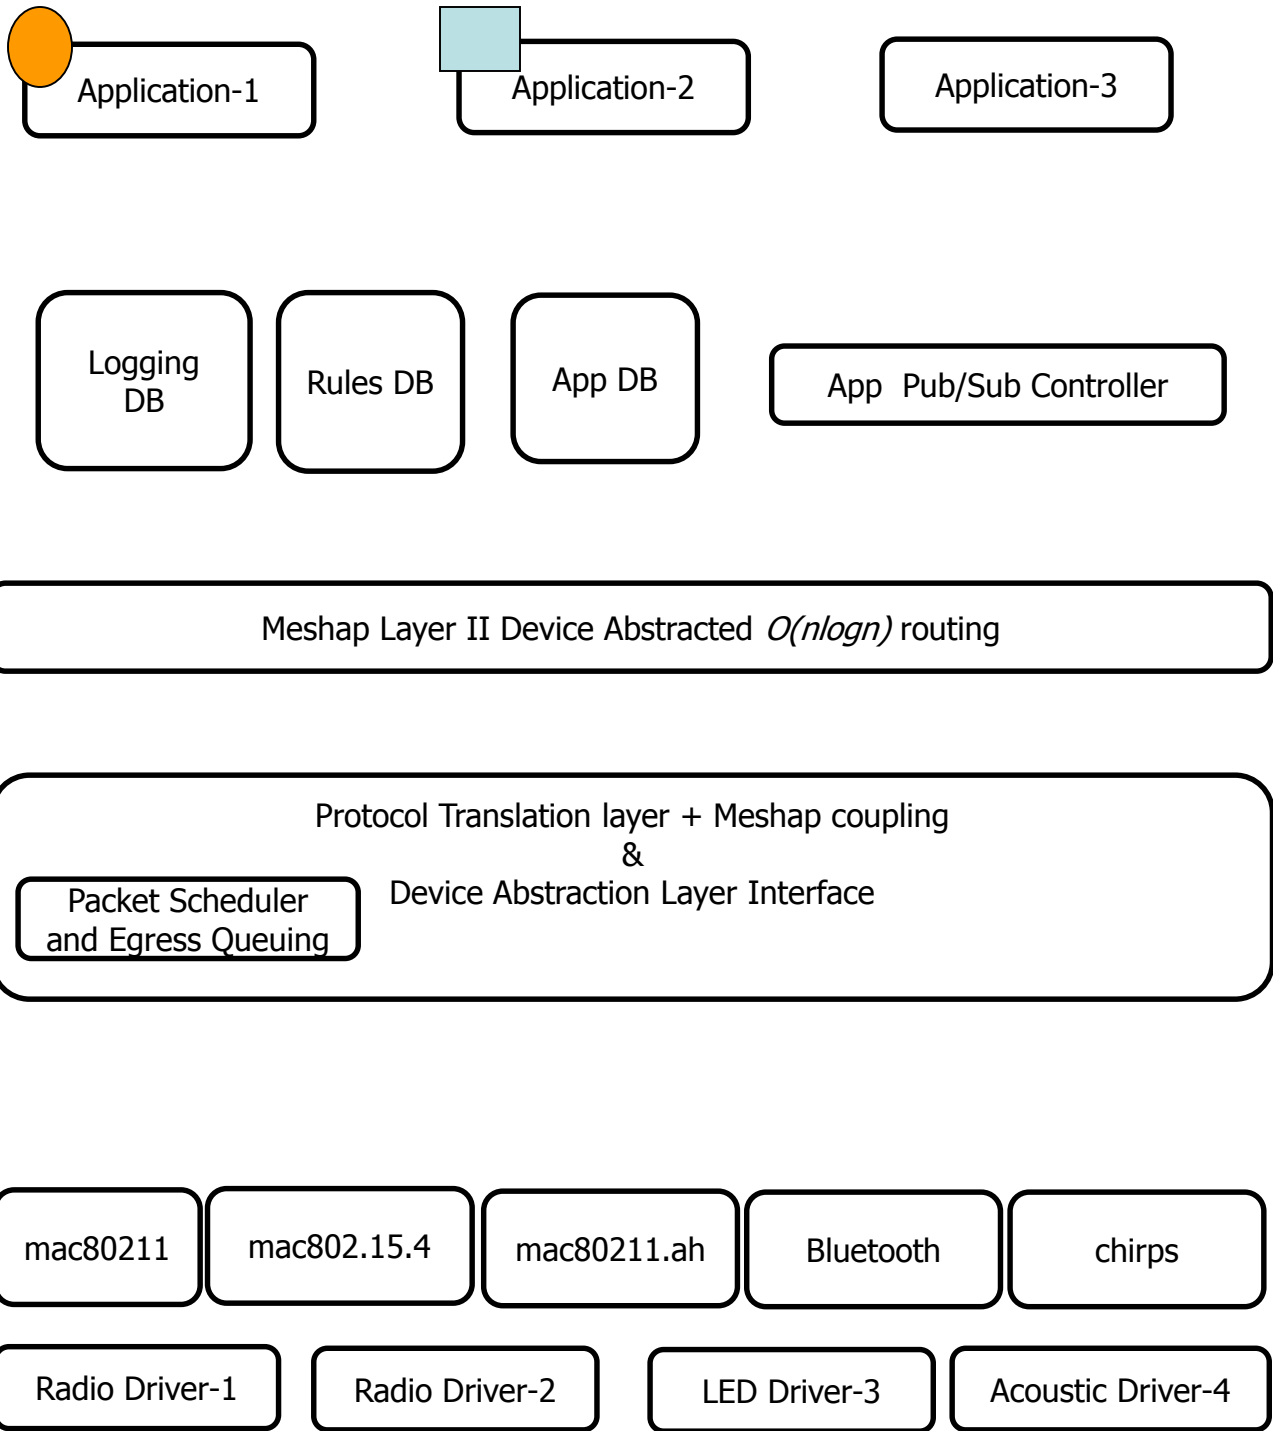 Application-1
Application-2
Application-3
Logging
DB
Rules DB
App DB
App Pub/Sub Controller
Meshap Layer II Device Abstracted O(nlogn) routing
Protocol Translation layer + Meshap coupling
&
Device Abstraction Layer Interface
Packet Scheduler
and Egress Queuing
mac80211
mac802.15.4
mac80211.ah
Bluetooth
chirps
Radio Driver-1
Radio Driver-2
LED Driver-3
Acoustic Driver-4